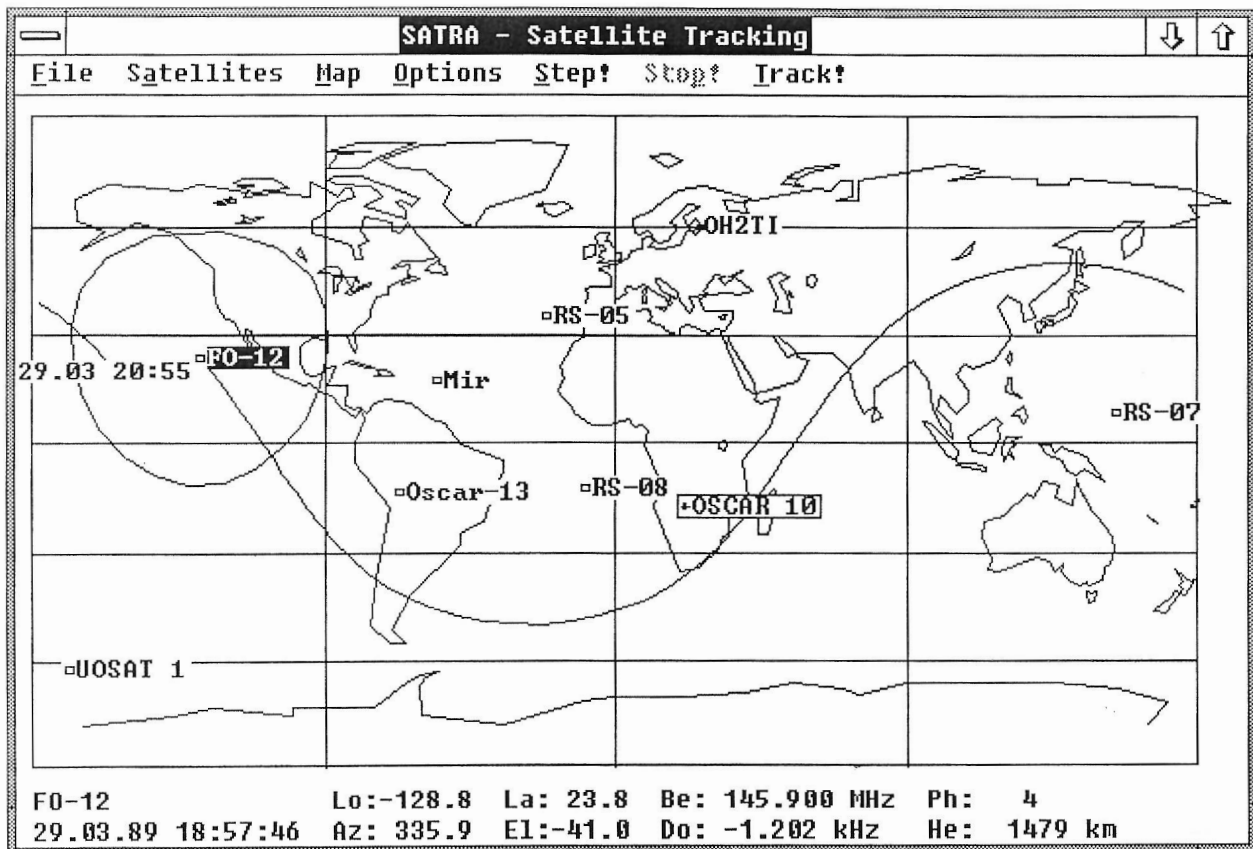 SATRA - Satellite Tracking
File Satellites Map Options Step! Stop! Track!
OH2TI
RS-05
FO-12
29.03 20:55
Mir
RS-07
Oscar-13
RS-08
OSCAR 10
UOSAT 1
FO-12 Lo:-128.8 La: 23.8 Be: 145.900 MHz Ph: 4
29.03.89 18:57:46 Az: 335.9 El:-41.0 Do: -1.202 kHz He: 1479 km